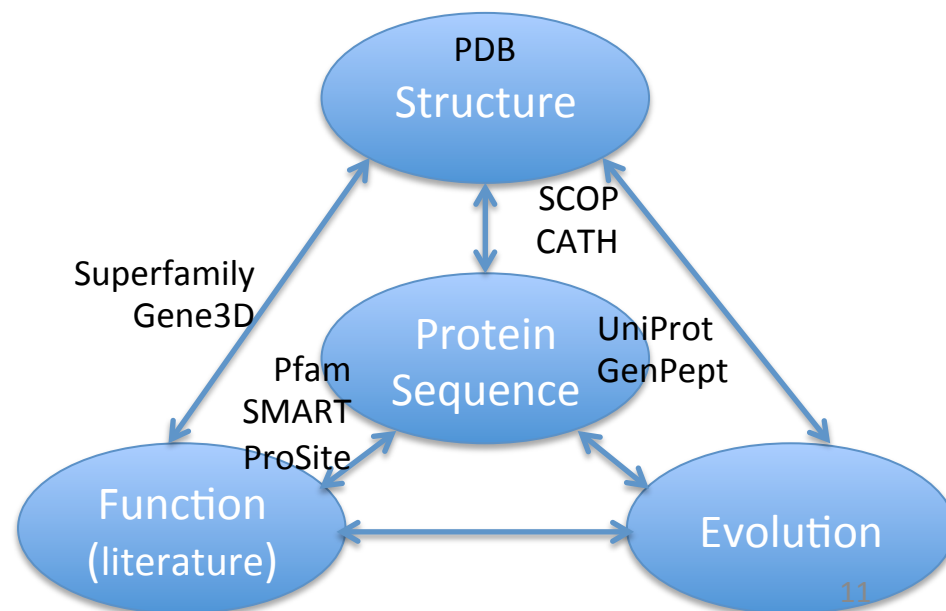 PDB
Structure
SCOP
CATH
Superfamily
Gene3D
Protein
Sequence
UniProt
GenPept
Pfam
SMART
ProSite
Function
(literature)
Evolution
11